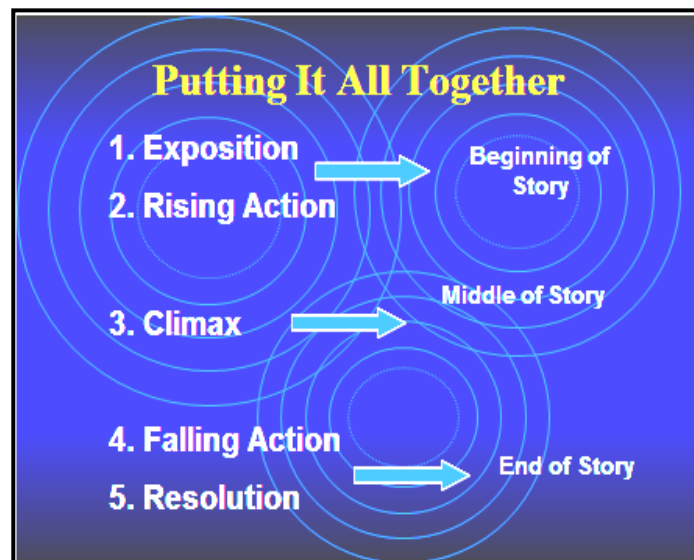 Putting It All Together
1. Exposition
2. Rising Action
Beginning of
Story
3. Climax
Middle of Story
4. Falling Action
5. Resolution
End of Story